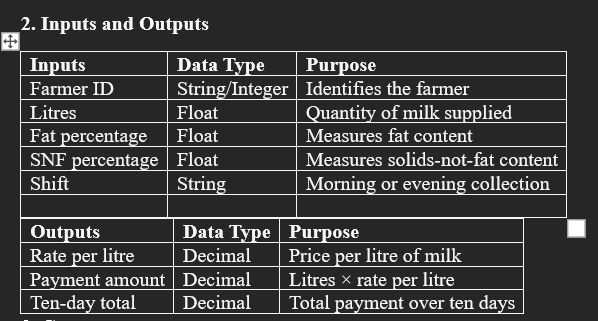 2. Inputs and Outputs
Inputs Data Type Purpose
Farmer ID String/Integer Identifies the farmer
Litres Float Quantity of milk supplied
Fat percentage Float Measures fat content
SNF percentage Float Measures solids-not-fat content
Shift String Morning or evening collection
Outputs Data Type Purpose
Rate per litre Decimal Price per litre of milk
Payment amount Decimal Litres × rate per litre
Ten-day total Decimal Total payment over ten days